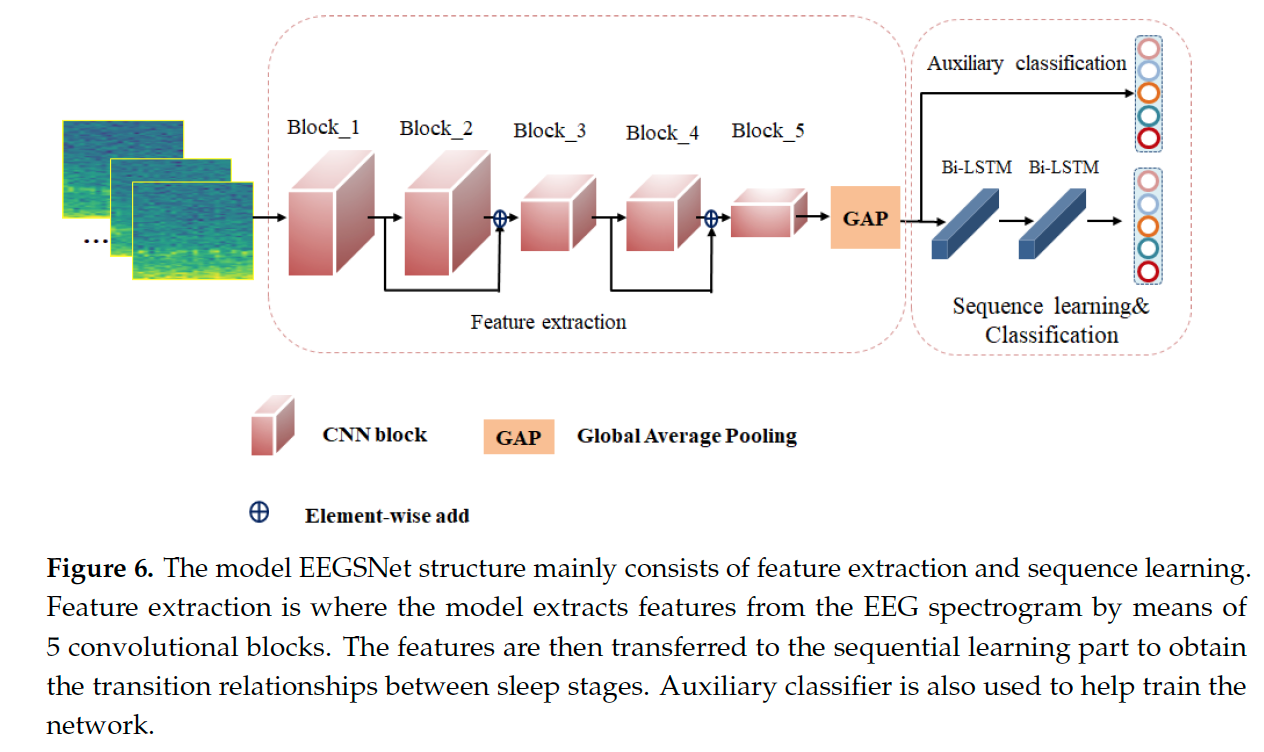 Auxiliary classification
Block_1
Block_2
Block_3
Block_4
Block_5
Bi-LSTM
Bi-LSTM
...
GAP
Feature extraction
Sequence learning&
Classification
CNN block
GAP
Global Average Pooling
Element-wise add
Figure 6. The model EEGSNet structure mainly consists of feature extraction and sequence learning.
Feature extraction is where the model extracts features from the EEG spectrogram by means of
5 convolutional blocks. The features are then transferred to the sequential learning part to obtain
the transition relationships between sleep stages. Auxiliary classifier is also used to help train the
network.